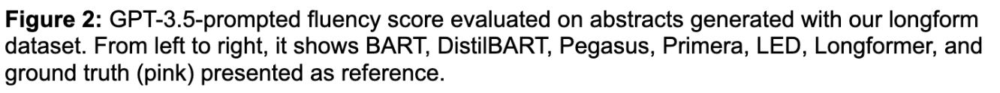 Figure 2: GPT-3.5-prompted fluency score evaluated on abstracts generated with our longform
dataset. From left to right, it shows BART, DistilBART, Pegasus, Primera, LED, Longformer, and
ground truth (pink) presented as reference.